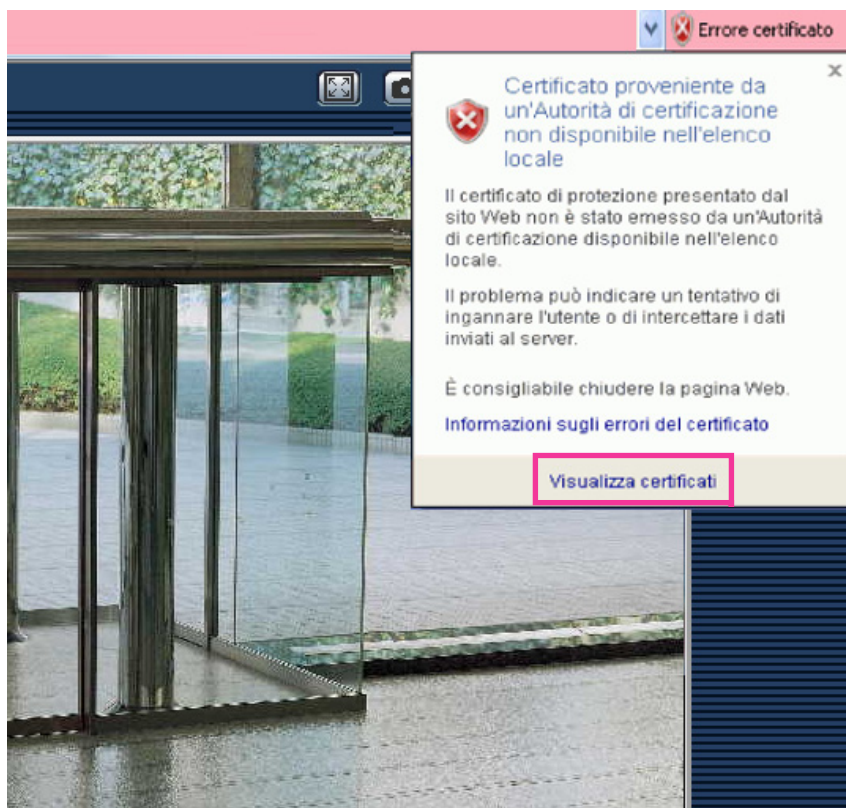 Errore certificato
Certificato proveniente da
un'Autorità di certificazione
non disponibile nell'elenco
locale
Il certificato di protezione presentato dal
sito Web non è stato emesso da un'Autorità
di certificazione disponibile nell'elenco
locale.
Il problema può indicare un tentativo di
ingannare l'utente o di intercettare i dati
inviati al server.
È consigliabile chiudere la pagina Web.
Informazioni sugli errori del certificato
Visualizza certificati